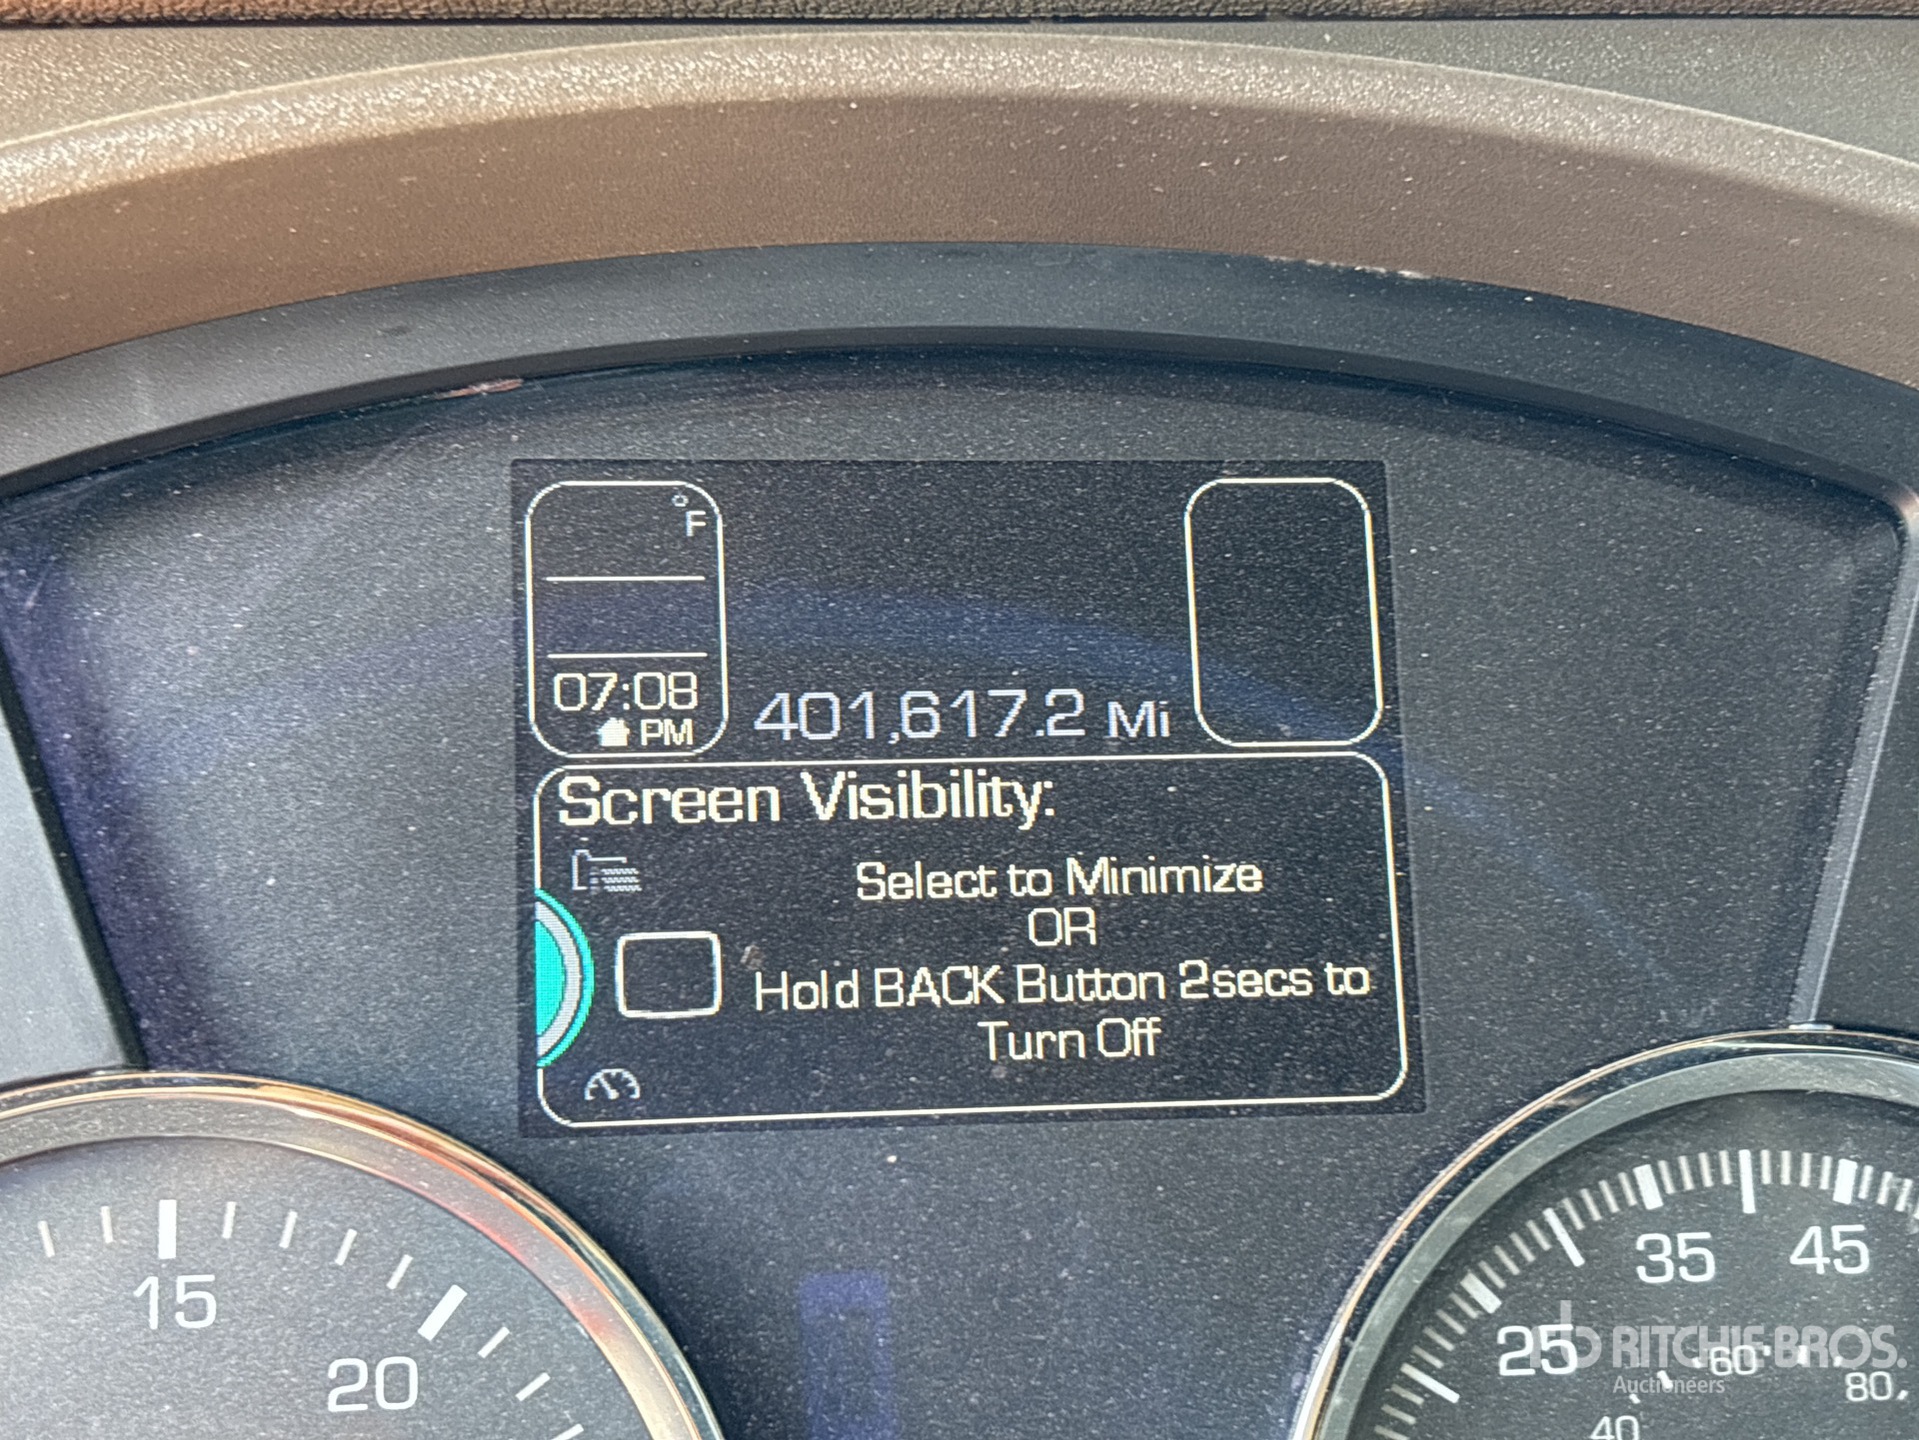 °F
07:08
PM
401,617.2 Mi
Screen Visibility:
Select to Minimize
OR
Hold BACK Button 2secs to
Turn Off
15
20
25
35
45
40
60
80
RITCHIE BROS.
Auctioneers